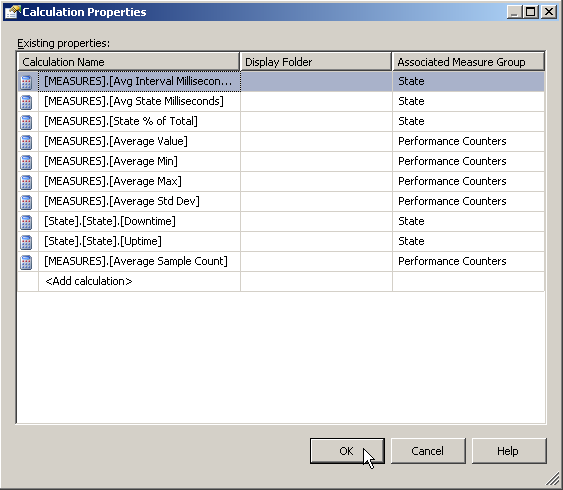 Calculation Properties
Existing properties:
Calculation Name Display Folder Associated Measure Group
[MEASURES].[Avg Interval Millisecon... State
[MEASURES].[Avg State Milliseconds] State
[MEASURES].[State % of Total] State
[MEASURES].[Average Value] Performance Counters
[MEASURES].[Average Min] Performance Counters
[MEASURES].[Average Max] Performance Counters
[MEASURES].[Average Std Dev] Performance Counters
[State].[State].[Downtime] State
[State].[State].[Uptime] State
[MEASURES].[Average Sample Count] Performance Counters
<Add calculation>
OK Cancel Help